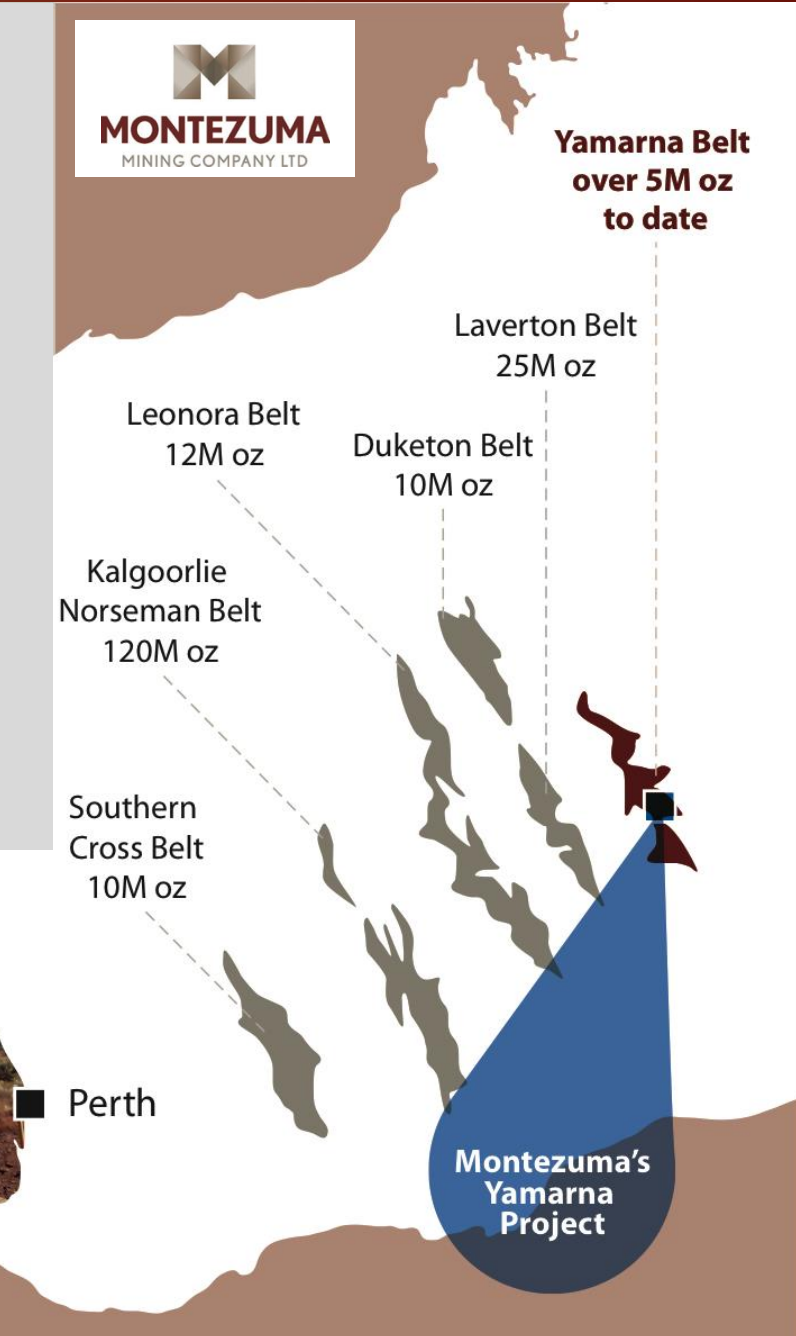 MONTEZUMA
MINING COMPANY LTD
Yamarna Belt
over 5M oz
to date
Laverton Belt
25M oz
Leonora Belt
12M oz
Duketon Belt
10M oz
Kalgoorlie
Norseman Belt
120M oz
Southern
Cross Belt
10M oz
Perth
Montezuma's
Yamarna
Project